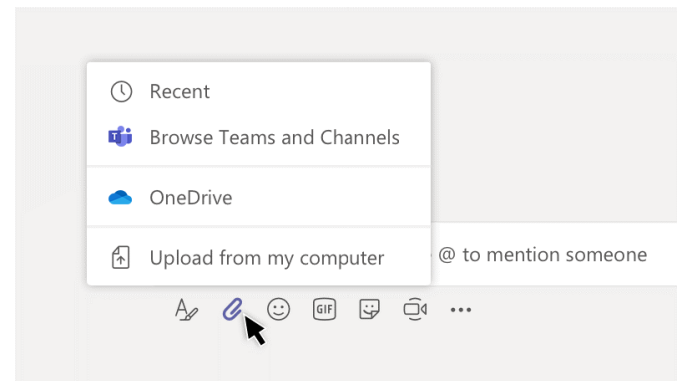 Recent
Browse Teams and Channels
OneDrive
Upload from my computer
@ to mention someone
GIF